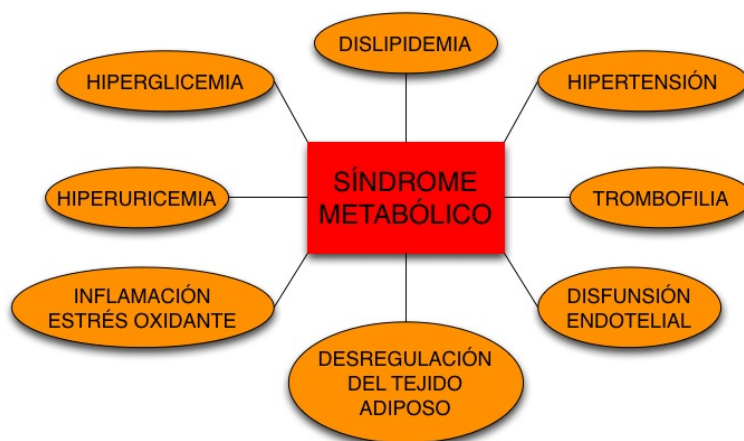 DISLIPIDEMIA
HIPERGLICEMIA
HIPERTENSIÓN
SÍNDROME
METABÓLICO
HIPERURICEMIA
TROMBOFILIA
INFLAMACIÓN
ESTRÉS OXIDANTE
DISFUNSIÓN
ENDOTELIAL
DESREGULACIÓN
DEL TEJIDO
ADIPOSO